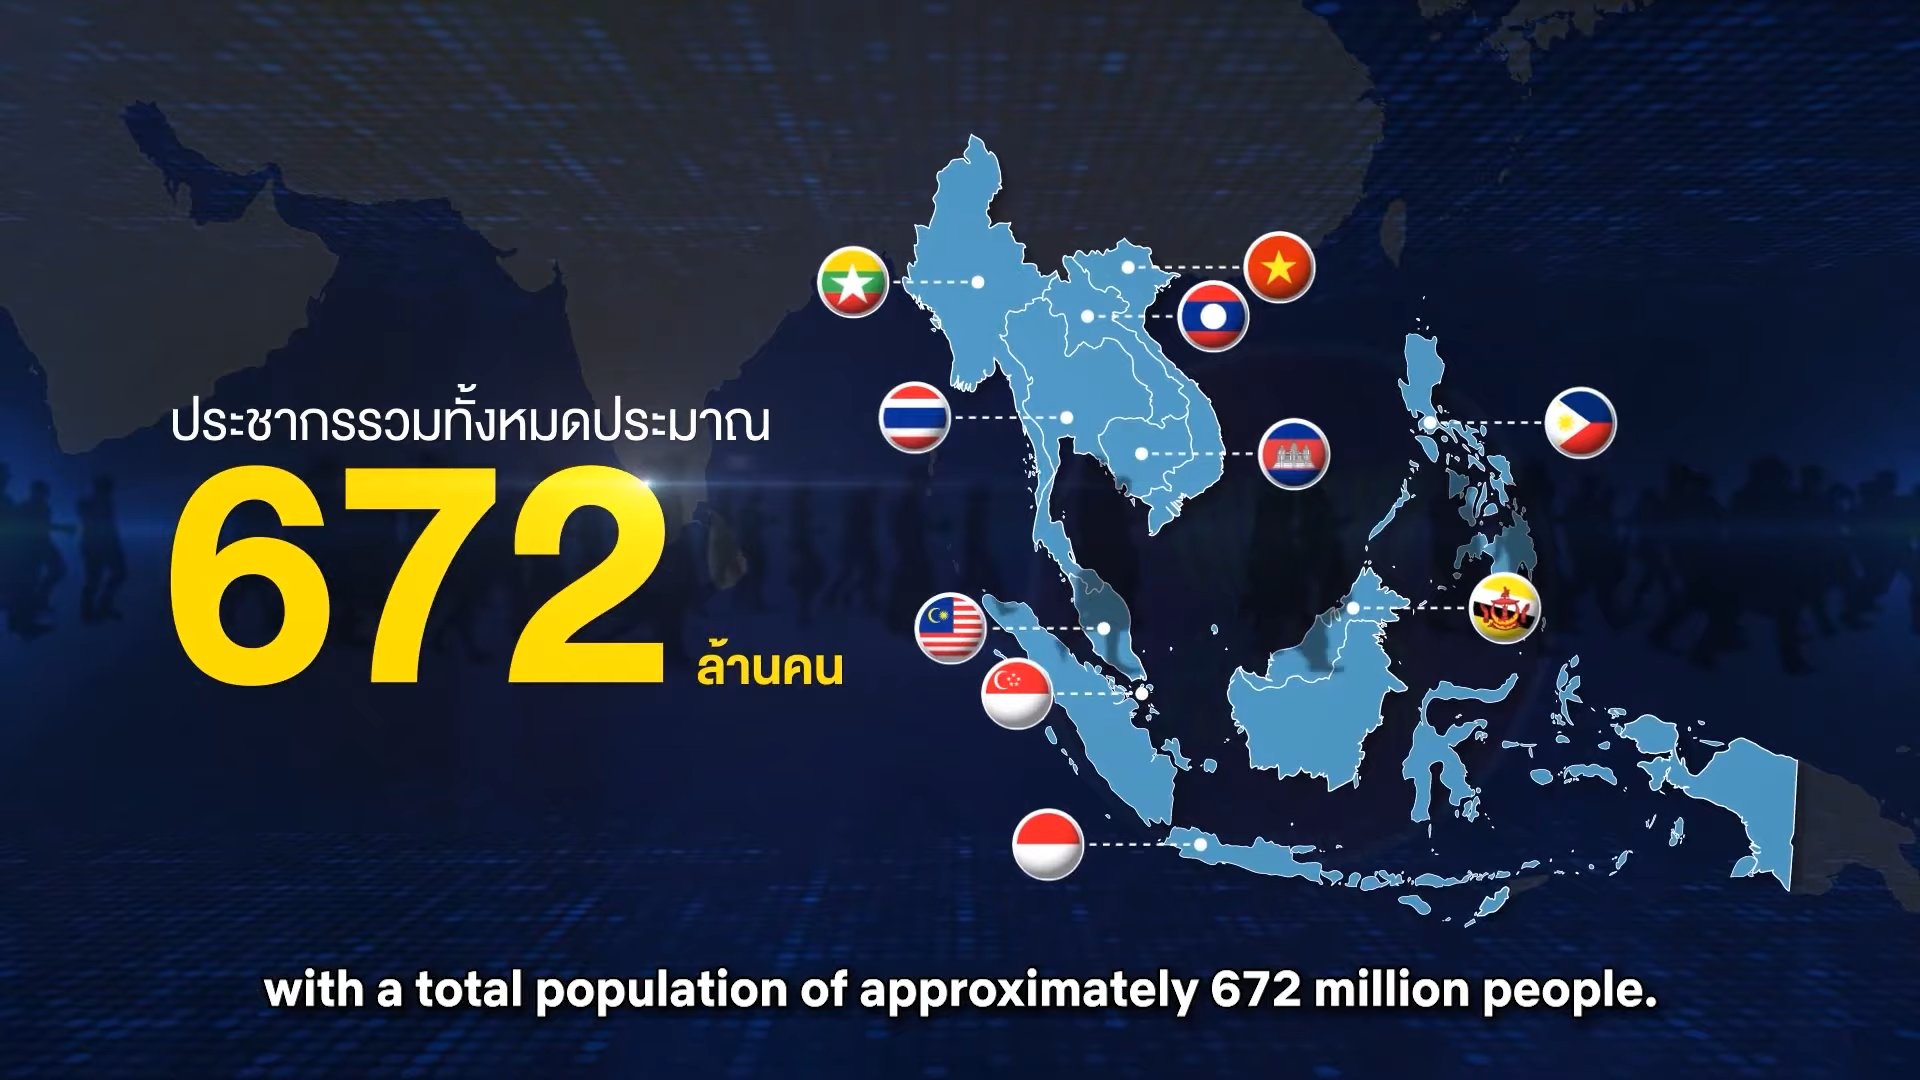 ประชากรรวมทั้งหมดประมาณ
672 ล้านคน
with a total population of approximately 672 million people.